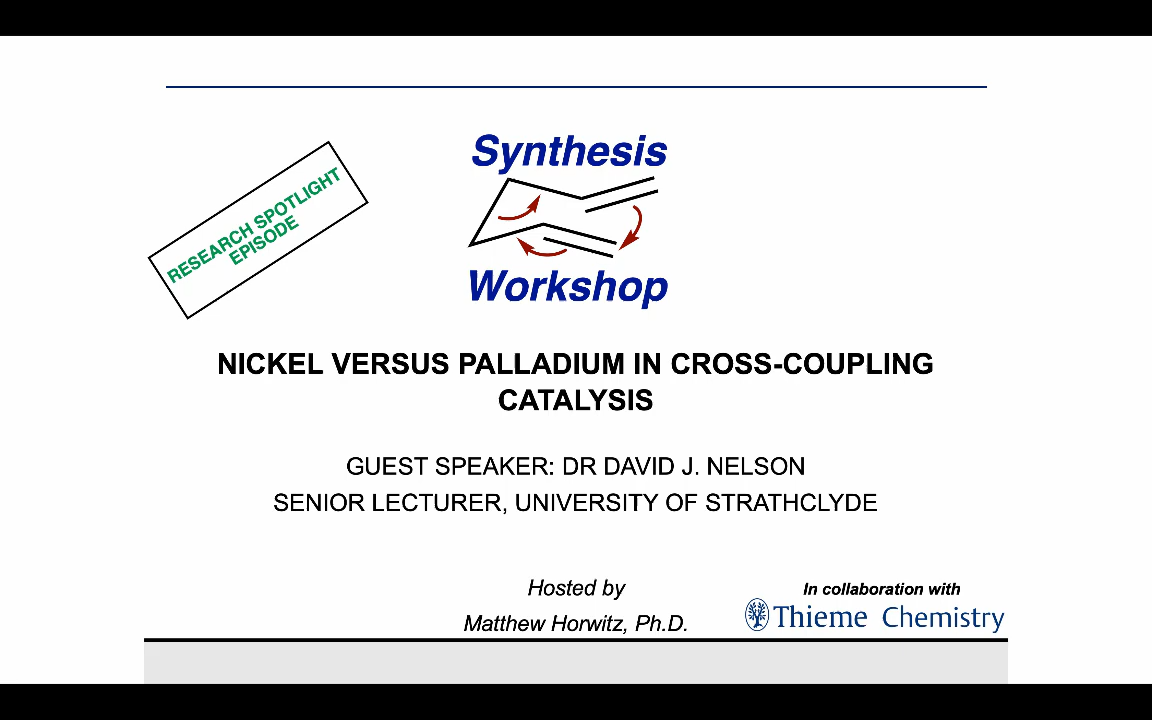 Synthesis
RESEARCH SPOTLIGHT
EPISODE
Workshop
NICKEL VERSUS PALLADIUM IN CROSS-COUPLING
CATALYSIS
GUEST SPEAKER: DR DAVID J. NELSON
SENIOR LECTURER, UNIVERSITY OF STRATHCLYDE
Hosted by
Matthew Horwitz, Ph.D.
In collaboration with
Thieme Chemistry